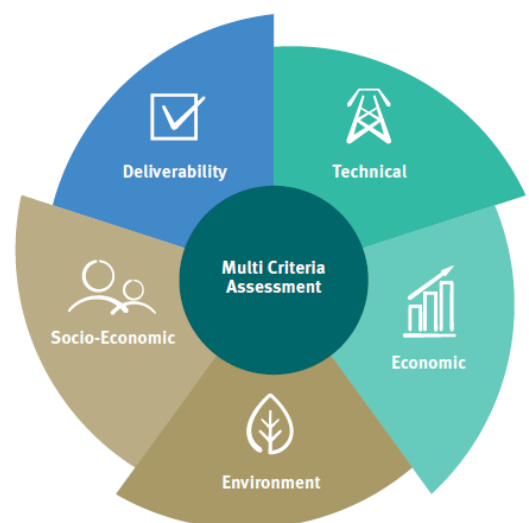 Deliverability
Technical
Multi Criteria
Assessment
Socio-Economic
Economic
Environment